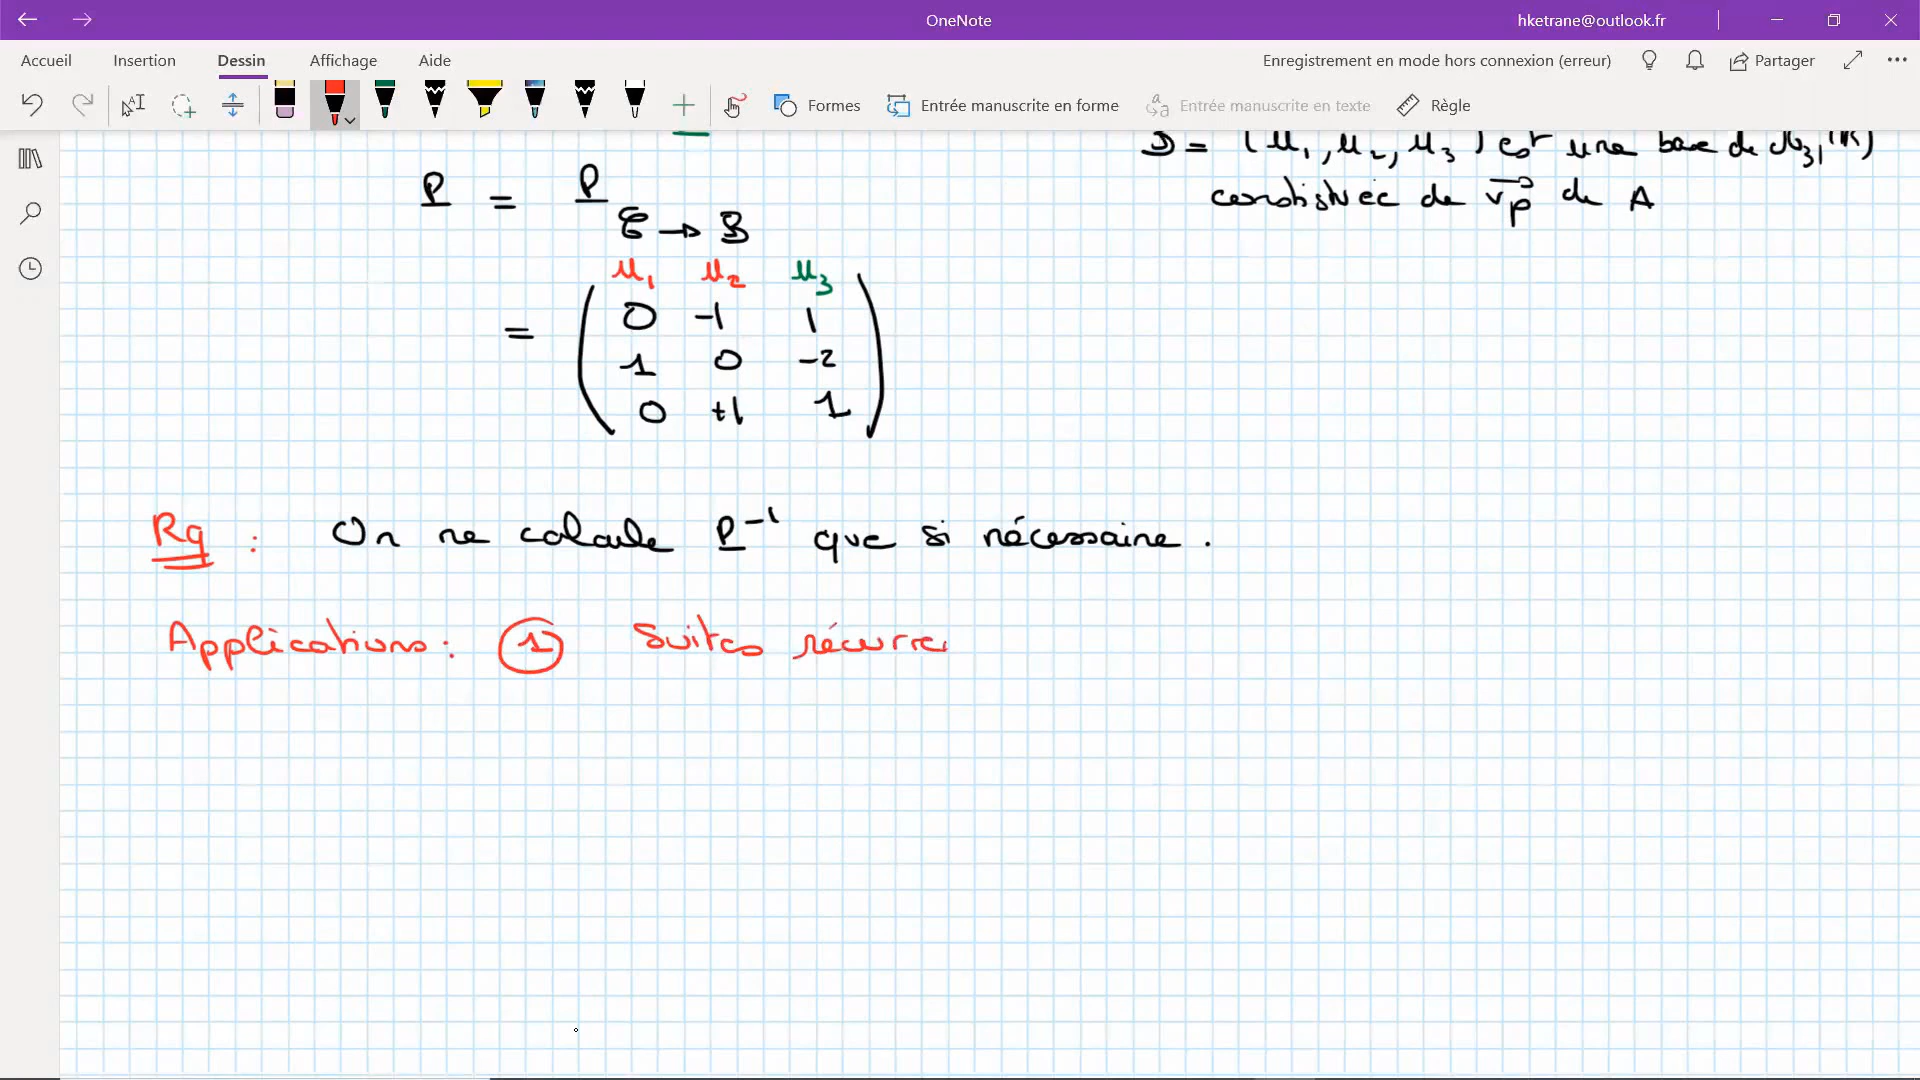 OneNote
hketrane@outlook.fr
Accueil Insertion Dessin Affichage Aide
Enregistrement en mode hors connexion (erreur) Partager
Formes Entrée manuscrite en forme Entrée manuscrite en texte Règle
B = (u₁, u₂, u₃) est une base de M₃,₁(K)
constituée de v⃗p de A
P = P C → B
u₁ u₂ u₃
0 -1 1
= 1 0 -2
0 +1 1
Rq : On ne calcule P⁻¹ que si nécessaire.
Applications : ① Suites récurre